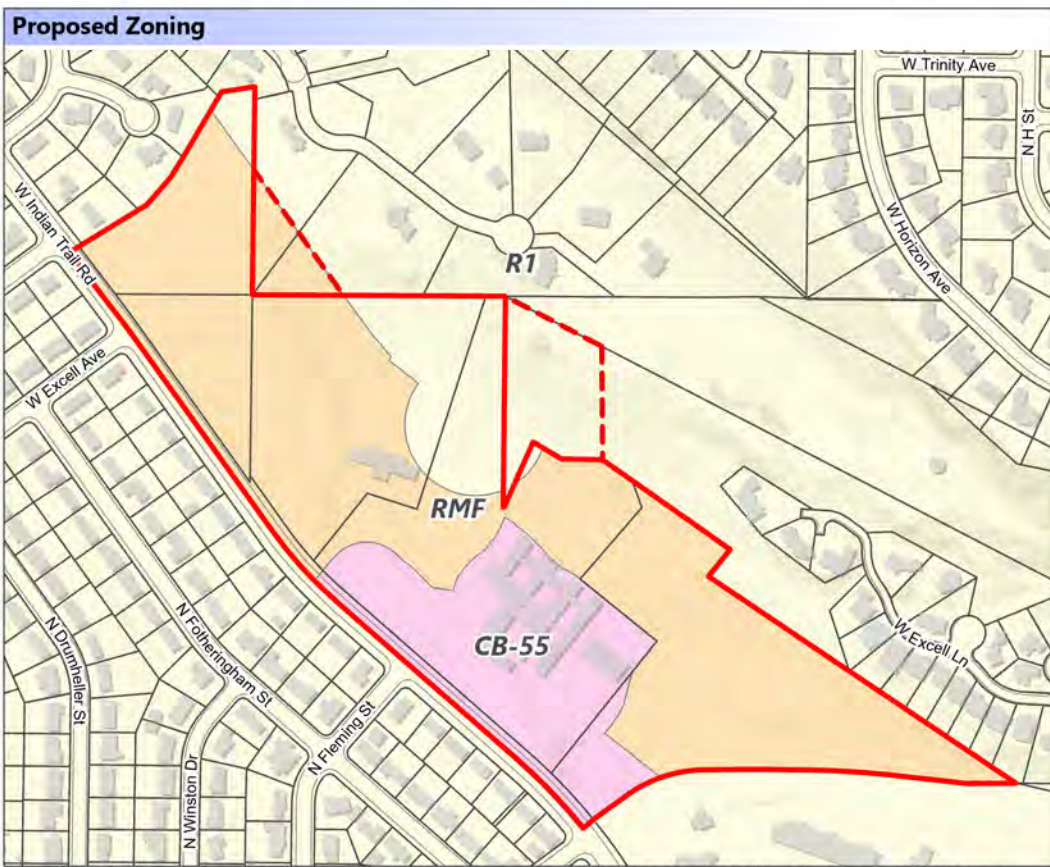 Proposed Zoning
W Trinity Ave
N H St
W Indian Trail Rd
W Horizon Ave
R1
W Excell Ave
RMF
N Drumheller St
N Fotheringham St
CB-55
W Excell Ln
N Fleming St
N Winston Dr